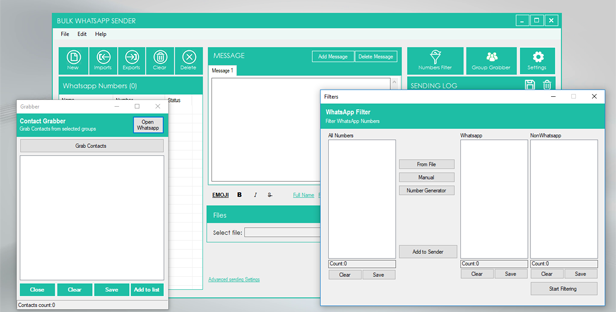 BULK WHATSAPP SENDER
File Edit Help
New Imports Exports Clear Delete
MESSAGE
Add Message Delete Message
Numbers Filter Group Grabber Settings
Whatsapp Numbers (0)
Message 1
SENDING LOG
Name Number Status
Grabber
Contact Grabber
Grab Contacts from selected groups
Open Whatsapp
Grab Contacts
Close Clear Save Add to list
Contacts count:0
EMOJI B I S Full Name
Files
Select file:
Advanced sending Settings
Filters
WhatsApp Filter
Filter WhatsApp Numbers
All Numbers Whatsapp NonWhatsapp
From File
Manual
Number Generator
Add to Sender
Count:0 Count:0 Count:0
Clear Save Clear Save Clear Save
Start Filtering